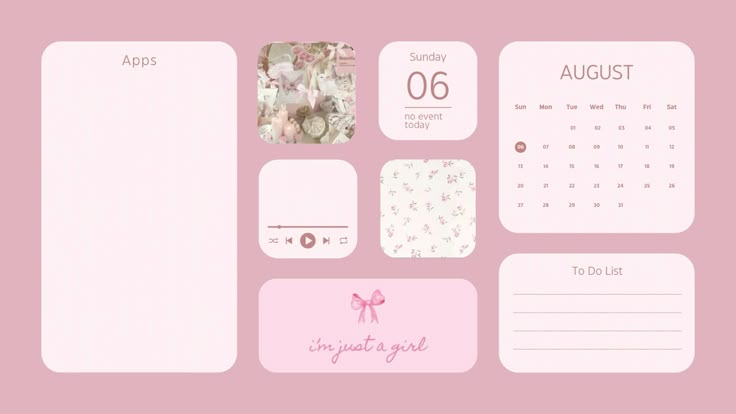 Apps
Sunday
06
no event
today
AUGUST
Sun Mon Tue Wed Thu Fri Sat
01 02 03 04 05
06 07 08 09 10 11 12
13 14 15 16 17 18 19
20 21 22 23 24 25 26
27 28 29 30 31
i'm just a girl
To Do List